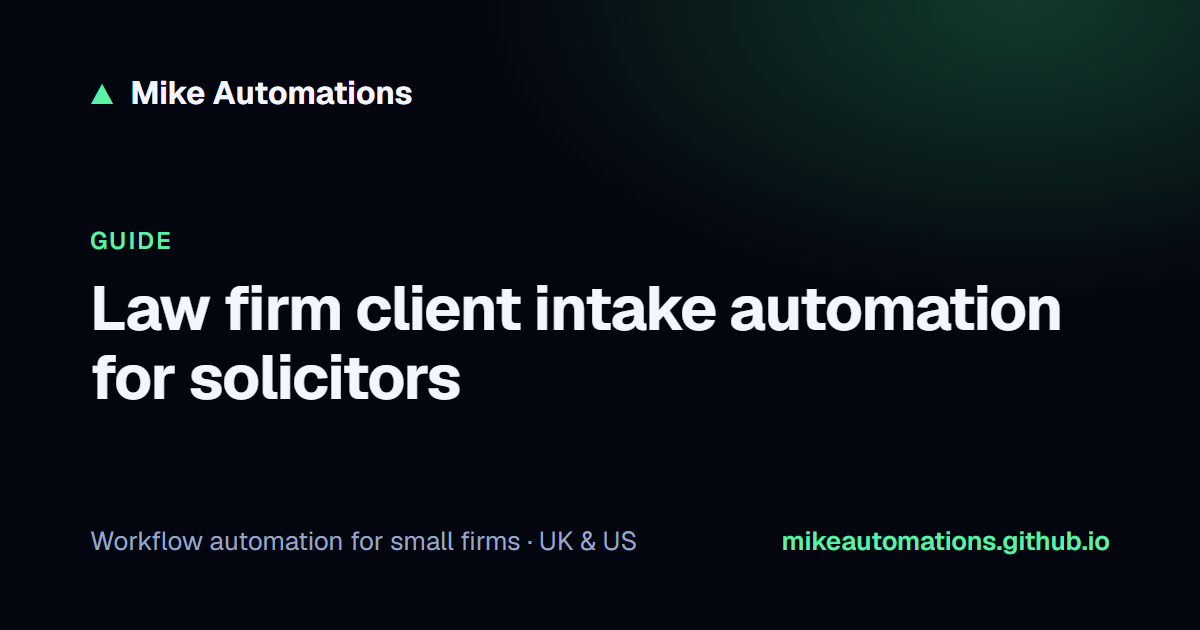 Mike Automations
GUIDE
Law firm client intake automation
for solicitors
Workflow automation for small firms · UK & US
mikeautomations.github.io